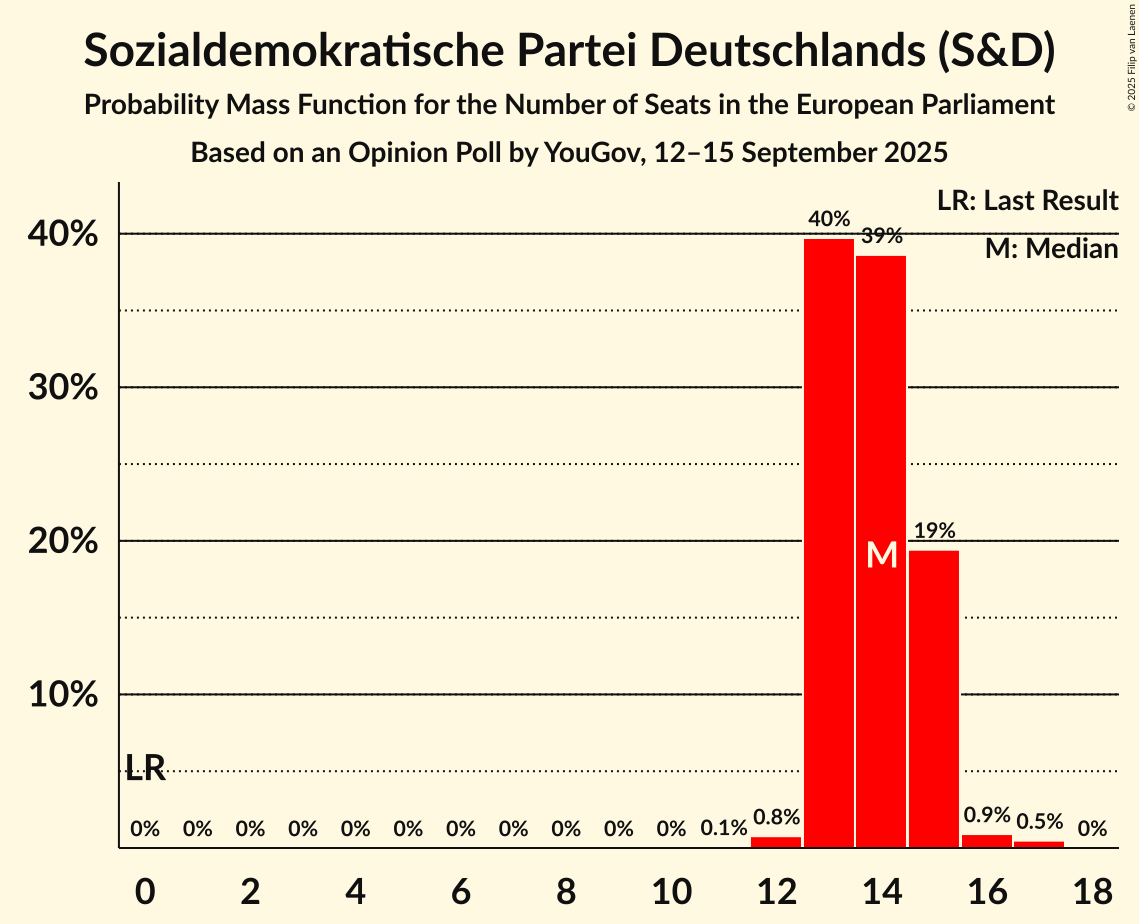 Sozialdemokratische Partei Deutschlands (S&D)
Probability Mass Function for the Number of Seats in the European Parliament
Based on an Opinion Poll by YouGov, 12–15 September 2025
© 2025 Filip van Laenen
LR: Last Result
M: Median
40%
30%
20%
10%
40%
39%
19%
M
LR
0% 0% 0% 0% 0% 0% 0% 0% 0% 0% 0% 0.1% 0.8% 0.9% 0.5% 0%
0 2 4 6 8 10 12 14 16 18